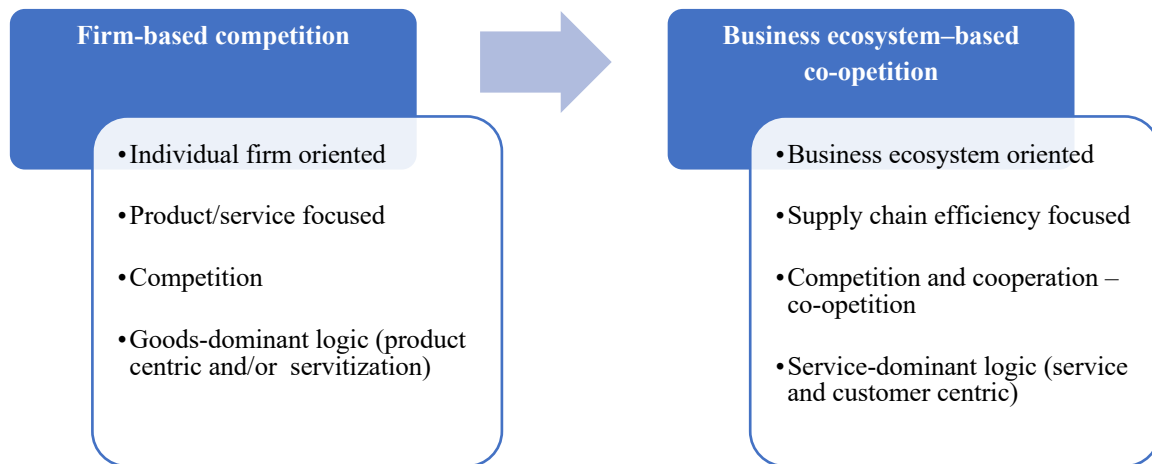 Firm-based competition
•Individual firm oriented
•Product/service focused
•Competition
•Goods-dominant logic (product
centric and/or  servitization)
Business ecosystem–based
co-opetition
•Business ecosystem oriented
•Supply chain efficiency focused
•Competition and cooperation –
co-opetition
•Service-dominant logic (service
and customer centric)